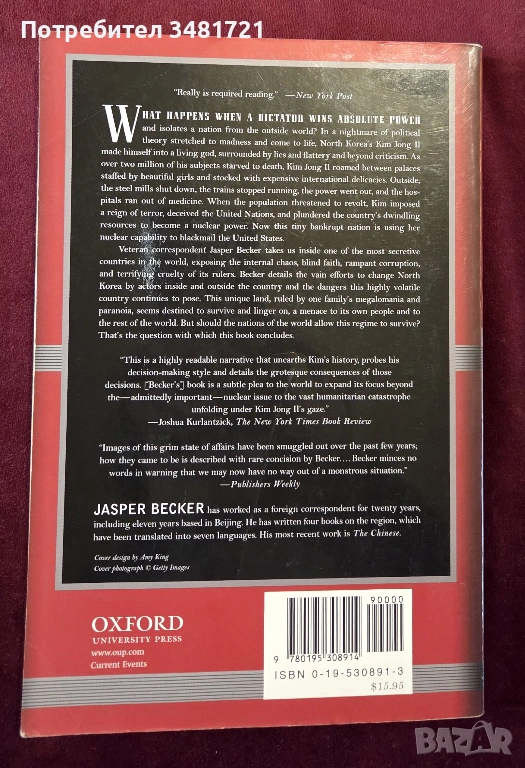 Потребител 3481721
"Really is required reading." —New York Post
WHAT HAPPENS WHEN A DICTATOR WINS ABSOLUTE POWER
and isolates a nation from the outside world? In a nightmare of political
theory stretched to madness and come to life, North Korea's Kim Jong Il
made himself into a living god, surrounded by lies and flattery and beyond criticism. As
over two million of his subjects starved to death, Kim Jong Il roamed between palaces
staffed by beautiful girls and stocked with expensive international delicacies. Outside,
the steel mills shut down, the trains stopped running, the power went out, and the hos-
pitals ran out of medicine. When the population threatened to revolt, Kim imposed
a reign of terror, deceived the United Nations, and plundered the country's dwindling
resources to become a nuclear power. Now this tiny bankrupt nation is using her
nuclear capability to blackmail the United States.
Veteran correspondent Jasper Becker takes us inside one of the most secretive
countries in the world, exposing the internal chaos, blind faith, rampant corruption,
and terrifying cruelty of its rulers. Becker details the vain efforts to change North
Korea by actors inside and outside the country and the dangers this highly volatile
country continues to pose. This unique land, ruled by one family's megalomania and
paranoia, seems destined to survive and linger on, a menace to its own people and to
the rest of the world. But should the nations of the world allow this regime to survive?
That's the question with which this book concludes.
"This is a highly readable narrative that unearths Kim's history, probes his
decision-making style and details the grotesque consequences of those
decisions. [Becker's] book is a subtle plea to the world to expand its focus beyond
the—admittedly important—nuclear issue to the vast humanitarian catastrophe
unfolding under Kim Jong Il's gaze."
—Joshua Kurlantzick, The New York Times Book Review
"Images of this grim state of affairs have been smuggled out over the past few years;
how they came to be is described with rare concision by Becker.... Becker minces no
words in warning that we may now have no way out of a monstrous situation."
—Publishers Weekly
JASPER BECKER has worked as a foreign correspondent for twenty years,
including eleven years based in Beijing. He has written four books on the region, which
have been translated into seven languages. His most recent work is The Chinese.
Cover design by Amy King
Cover photograph © Getty Images
OXFORD
UNIVERSITY PRESS
www.oup.com
Current Events
90000
9 780195 308914
ISBN 0-19-530891-3
$15.95
BAZAR